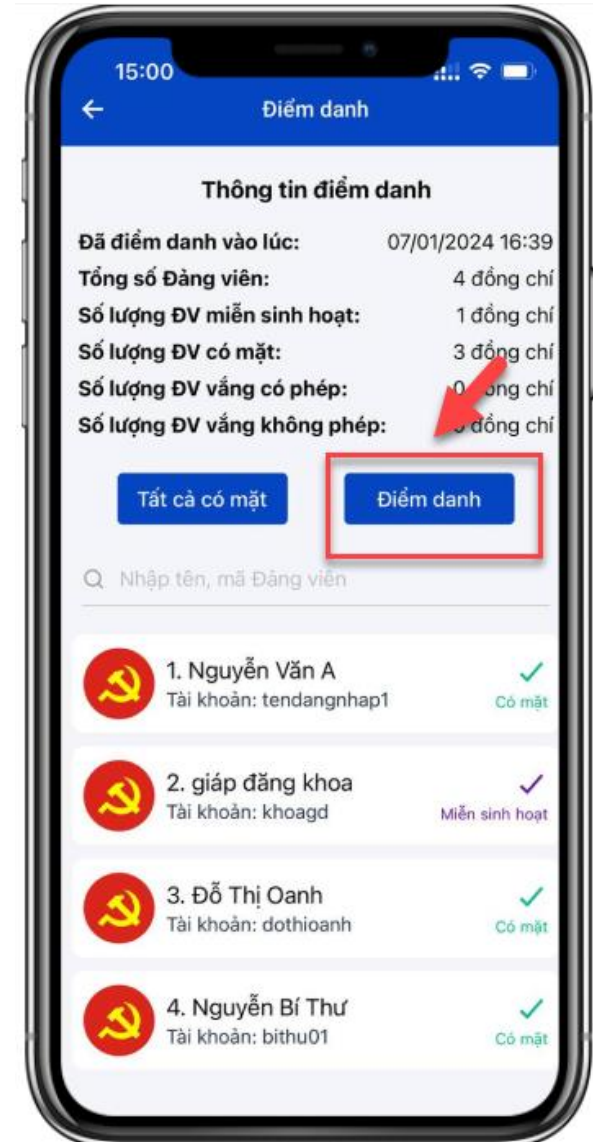 15:00
Điểm danh
Thông tin điểm danh
Đã điểm danh vào lúc: 07/01/2024 16:39
Tổng số Đảng viên: 4 đồng chí
Số lượng ĐV miễn sinh hoạt: 1 đồng chí
Số lượng ĐV có mặt: 3 đồng chí
Số lượng ĐV vắng có phép: 0 đồng chí
Số lượng ĐV vắng không phép: đồng chí
Tất cả có mặt Điểm danh
Nhập tên, mã Đảng viên
1. Nguyễn Văn A
Tài khoản: tendangnhap1 Có mặt
2. giáp đăng khoa
Tài khoản: khoagd Miễn sinh hoạt
3. Đỗ Thị Oanh
Tài khoản: dothioanh Có mặt
4. Nguyễn Bí Thư
Tài khoản: bithu01 Có mặt